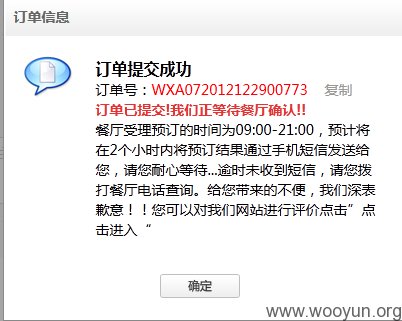 订单信息
订单提交成功
订单号：WXA072012122900773 复制
订单已提交!我们正等待餐厅确认!!
餐厅受理预订的时间为09:00-21:00，预计将
在2个小时内将预订结果通过手机短信发送给
您，请您耐心等待...逾时未收到短信，请您拨
打餐厅电话查询。给您带来的不便，我们深表
歉意！！您可以对我们网站进行评价点击”点
击进入“
确定
www.wooyun.org